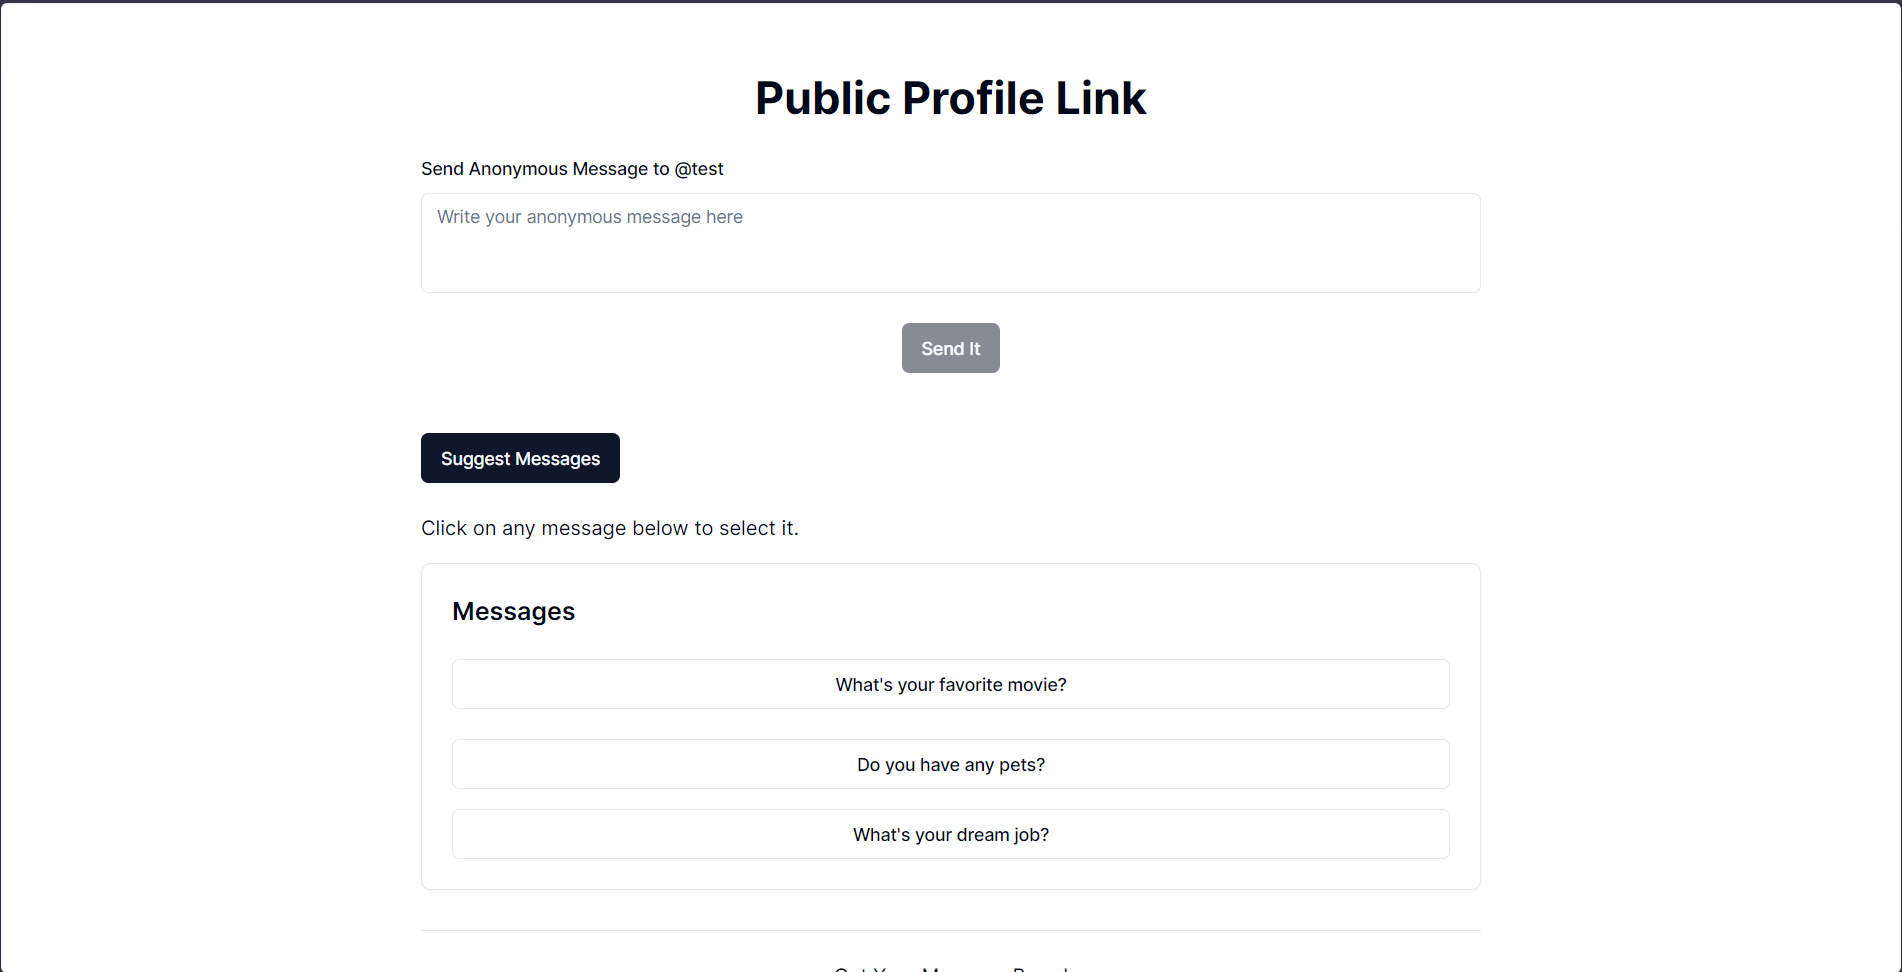 Public Profile Link
Send Anonymous Message to @test
Write your anonymous message here
Send It
Suggest Messages
Click on any message below to select it.
Messages
What's your favorite movie?
Do you have any pets?
What's your dream job?